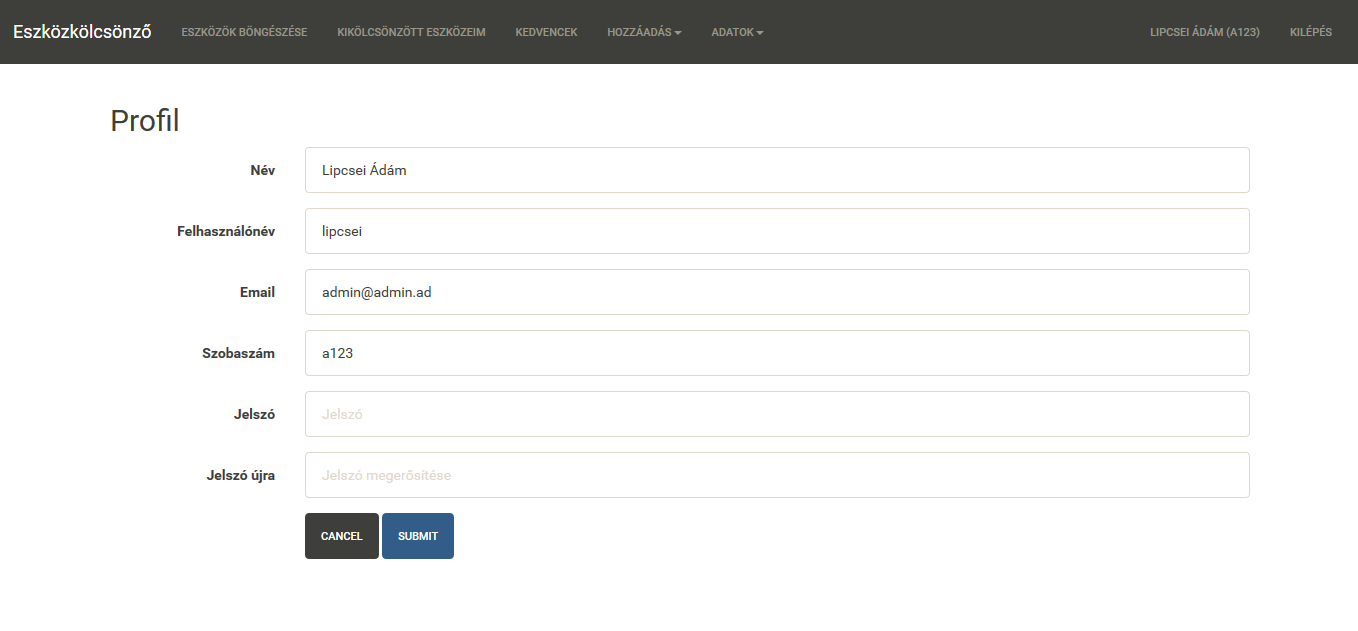 Eszközkölcsönző ESZKÖZÖK BÖNGÉSZÉSE KIKÖLCSÖNZÖTT ESZKÖZEIM KEDVENCEK HOZZÁADÁS ADATOK LIPCSEI ÁDÁM (A123) KILÉPÉS
Profil
Név Lipcsei Ádám
Felhasználónév lipcsei
Email admin@admin.ad
Szobaszám a123
Jelszó Jelszó
Jelszó újra Jelszó megerősítése
CANCEL SUBMIT